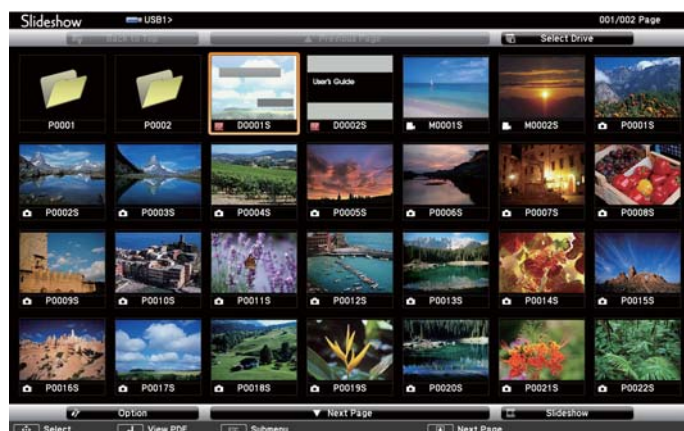 Slideshow USB1> 001/002 Page
Back to Top ▲ Previous Page Select Drive
User's Guide
P0001 P0002 D0001S D0002S M0001S M0002S P0001S
P0002S P0003S P0004S P0005S P0006S P0007S P0008S
P0009S P0010S P0011S P0012S P0013S P0014S P0015S
P0016S P0017S P0018S P0019S P0020S P0021S P0022S
Option ▼ Next Page Slideshow
Select View PDF ESC Submenu Next Page